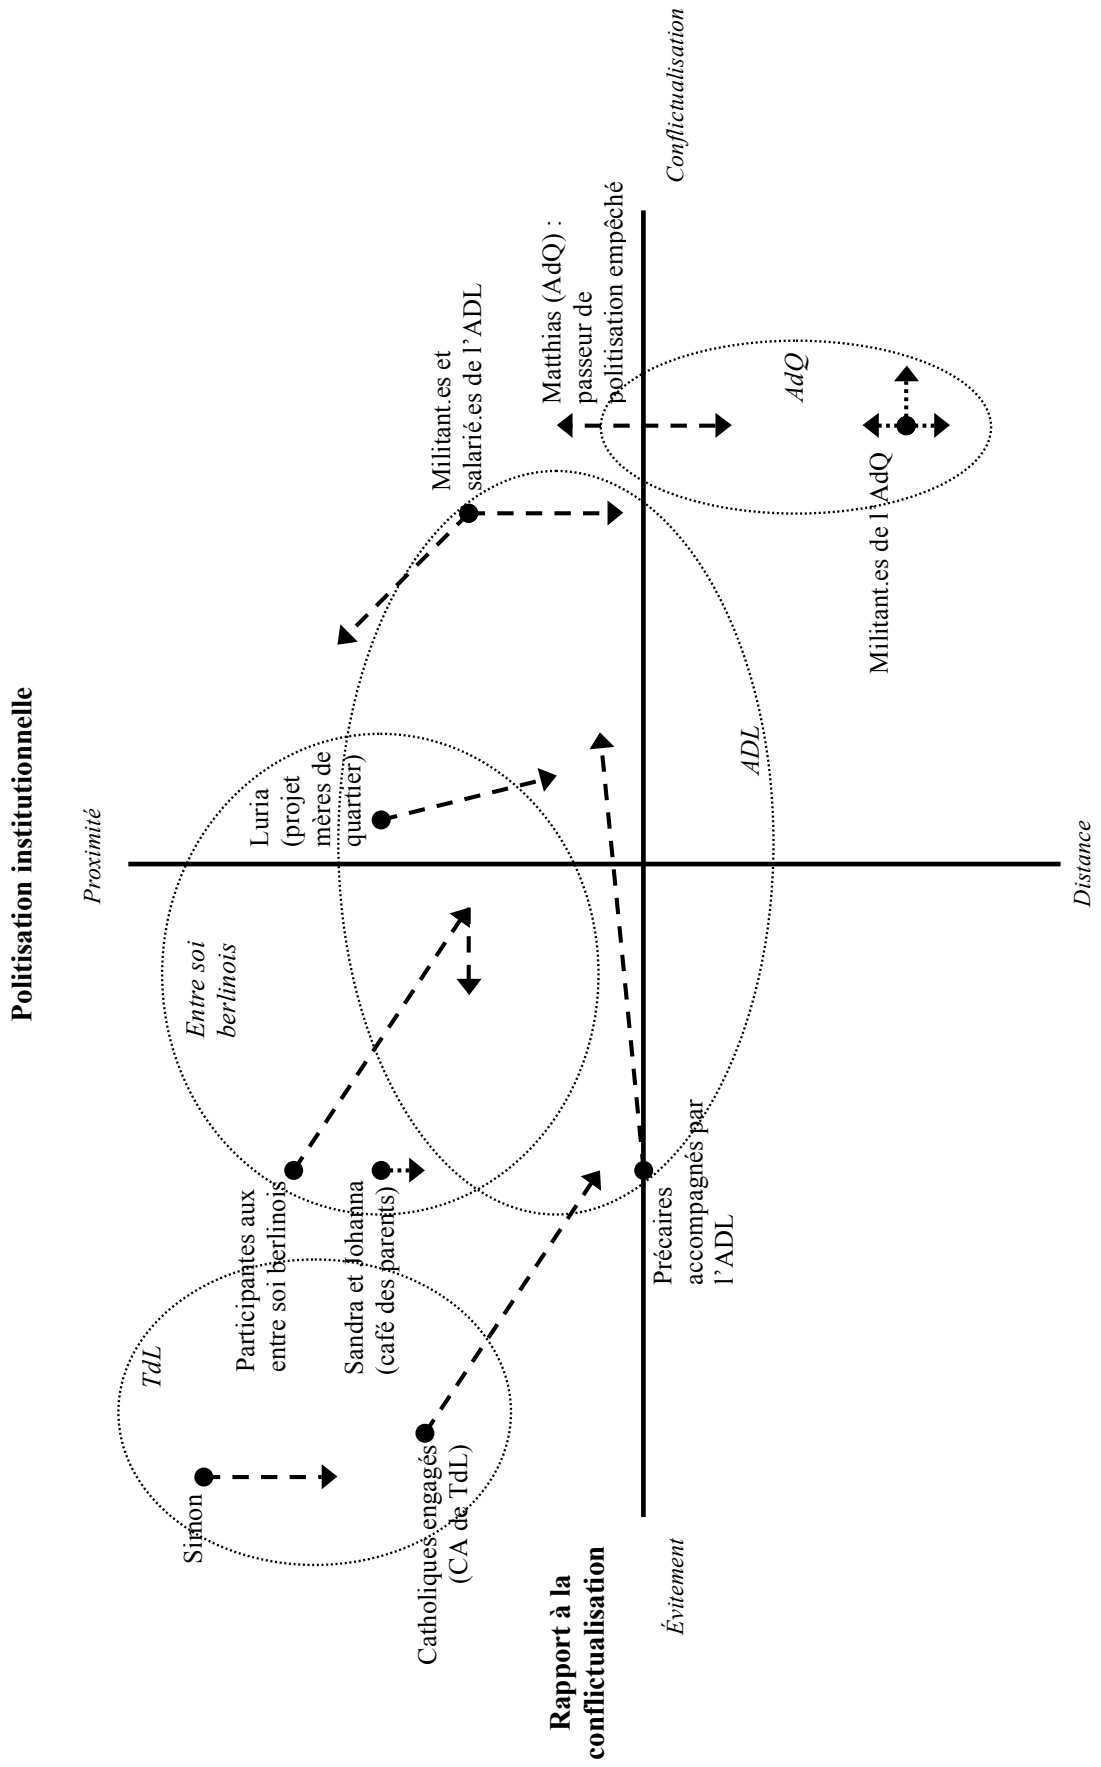 Politisation institutionnelle
Proximité
TdL
Entre soi
berlinois
Simon
Participantes aux
entre soi berlinois
Luria
(projet
mères de
quartier)
Sandra et Johanna
(café des parents)
Catholiques engagés
(CA de TdL)
Militant.es et
salarié.es de l’ADL
Matthias (AdQ) :
passeur de
politisation empêché
Rapport à la
conflictualisation
Évitement
Conflictualisation
Précaires
accompagnés par
l’ADL
ADL
AdQ
Militant.es de l’AdQ
Distance